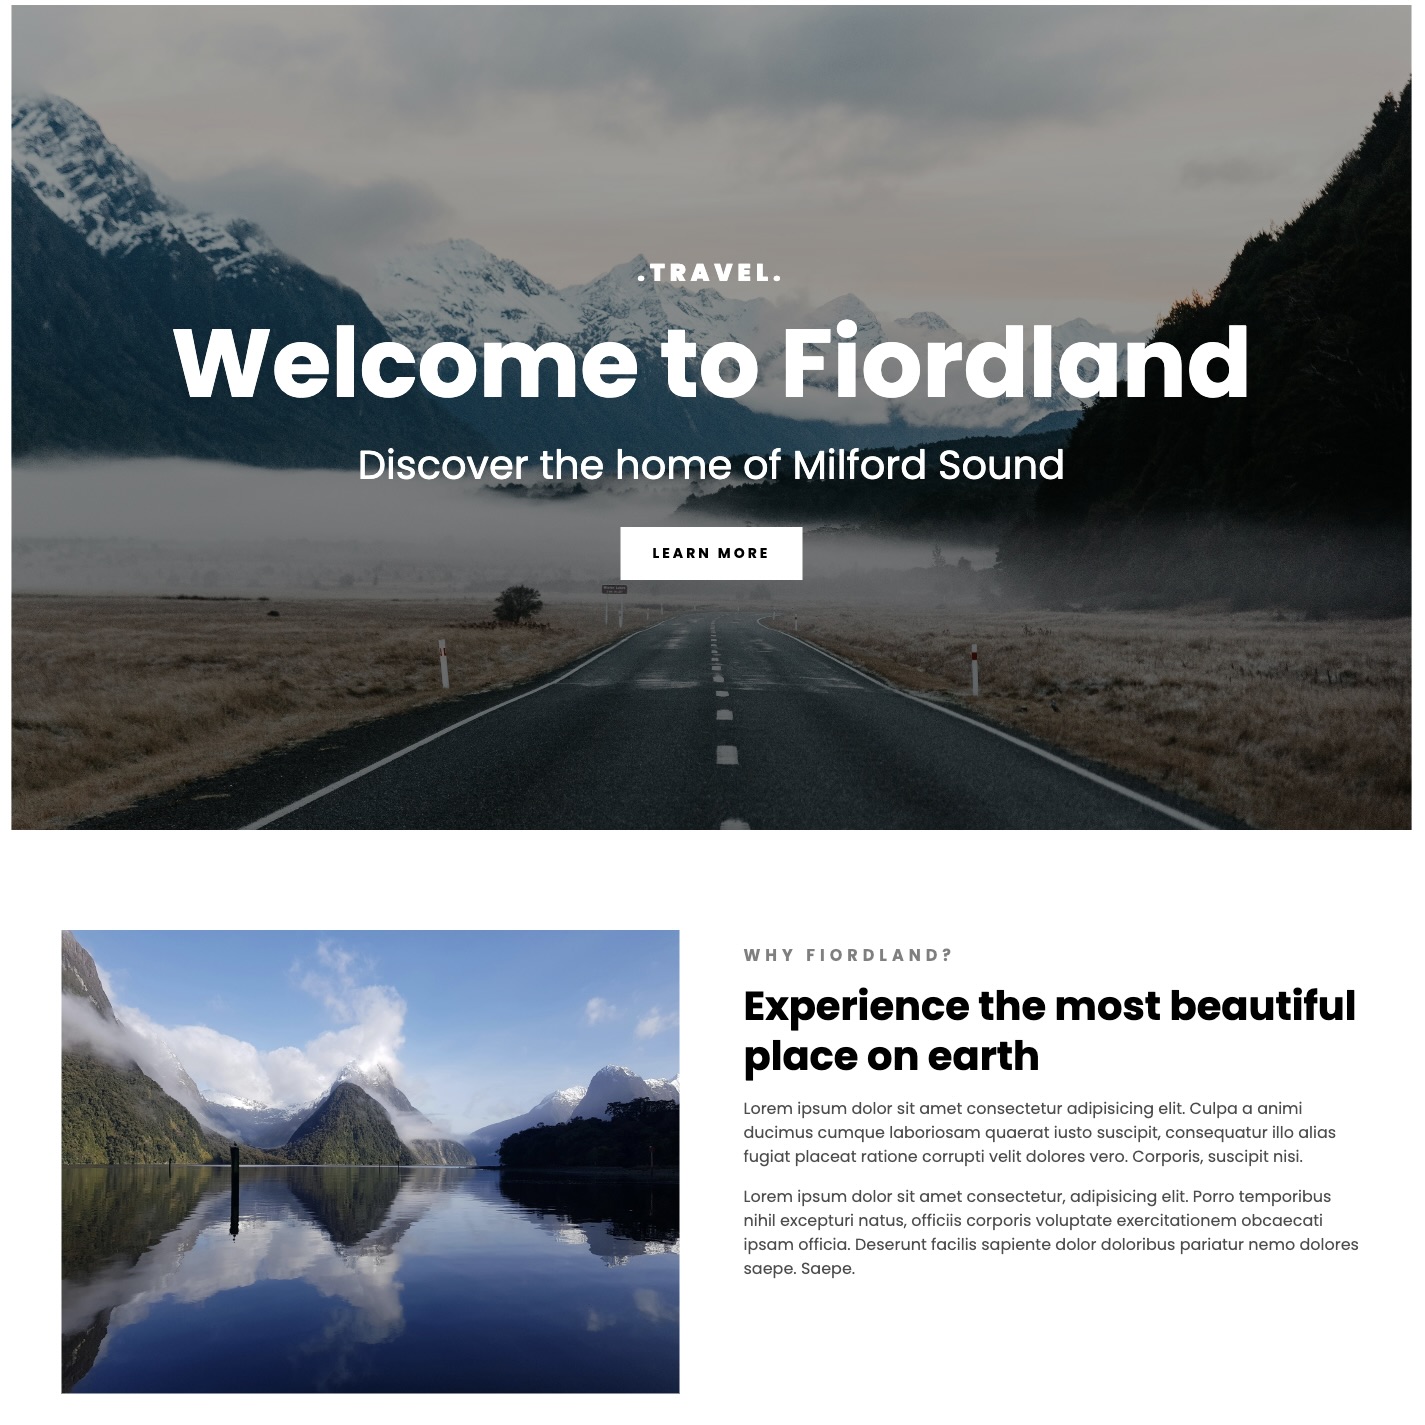 .TRAVEL.
Welcome to Fiordland
Discover the home of Milford Sound
LEARN MORE
WHY FIORDLAND?
Experience the most beautiful
place on earth
Lorem ipsum dolor sit amet consectetur adipisicing elit. Culpa a animi
ducimus cumque laboriosam quaerat iusto suscipit, consequatur illo alias
fugiat placeat ratione corrupti velit dolores vero. Corporis, suscipit nisi.
Lorem ipsum dolor sit amet consectetur, adipisicing elit. Porro temporibus
nihil excepturi natus, officiis corporis voluptate exercitationem obcaecati
ipsam officia. Deserunt facilis sapiente dolor doloribus pariatur nemo dolores
saepe. Saepe.